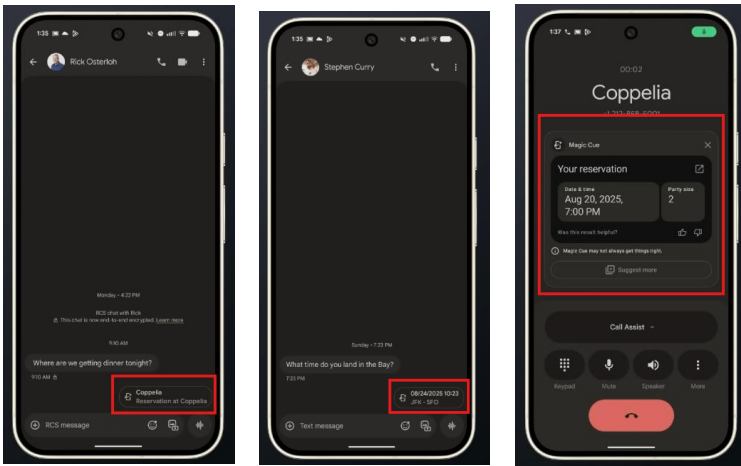 1:35
Rick Osterloh
Monday • 4:22 PM
RCS chat with Rick
This chat is now end-to-end encrypted. Learn more
9:10 AM
Where are we getting dinner tonight?
9:10 AM
Coppelia
Reservation at Coppelia
RCS message
1:35
Stephen Curry
Sunday • 7:33 PM
What time do you land in the Bay?
7:33 PM
08/24/2025 10:23
JFK - SFO
Text message
1:37
00:02
Coppelia
Magic Cue
Your reservation
Date & time
Aug 20, 2025,
7:00 PM
Party size
2
Was this result helpful?
Magic Cue may not always get things right.
Suggest more
Call Assist
Keypad
Mute
Speaker
More